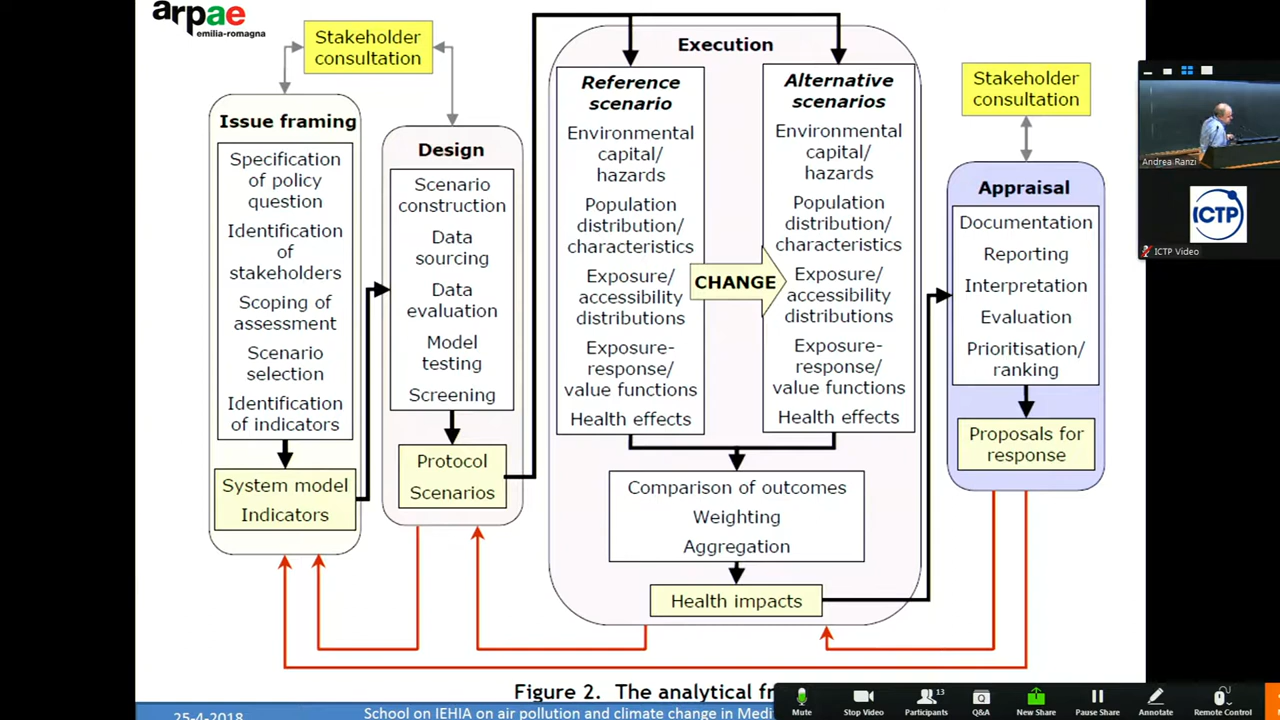 arpae
emilia-romagna
Stakeholder
consultation
Issue framing
Specification
of policy
question
Identification
of
stakeholders
Scoping of
assessment
Scenario
selection
Identification
of indicators
System model
Indicators
Design
Scenario
construction
Data
sourcing
Data
evaluation
Model
testing
Screening
Protocol
Scenarios
Execution
Reference
scenario
Environmental
capital/
hazards
Population
distribution/
characteristics
Exposure/
accessibility
distributions
Exposure-
response/
value functions
Health effects
CHANGE
Alternative
scenarios
Environmental
capital/
hazards
Population
distribution/
characteristics
Exposure/
accessibility
distributions
Exposure-
response/
value functions
Health effects
Comparison of outcomes
Weighting
Aggregation
Health impacts
Stakeholder
consultation
Appraisal
Documentation
Reporting
Interpretation
Evaluation
Prioritisation/
ranking
Proposals for
response
Figure 2. The analytical
25-4-2018
School on IEHIA on air pollution and climate change in
Andrea Ranzi
ICTP
ICTP Video
Mute
Stop Video
13
Participants
Q&A
New Share
Pause Share
Annotate
Remote Control